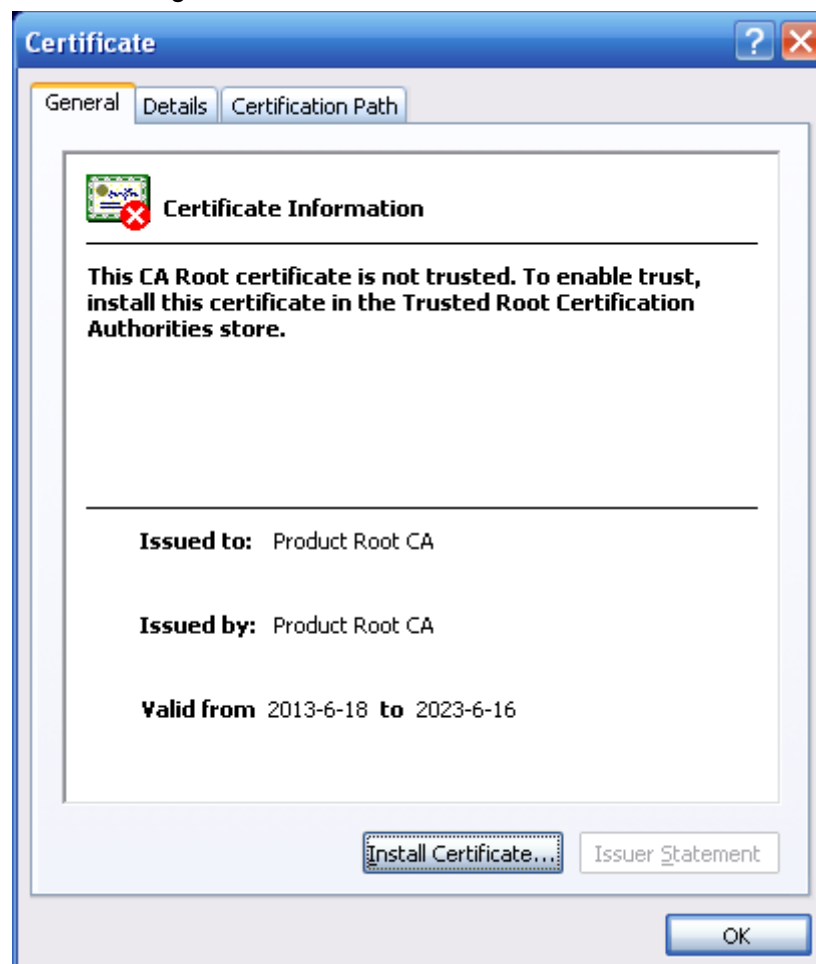 Certificate
General Details Certification Path
Certificate Information
This CA Root certificate is not trusted. To enable trust,
install this certificate in the Trusted Root Certification
Authorities store.
Issued to: Product Root CA
Issued by: Product Root CA
Valid from 2013-6-18 to 2023-6-16
Install Certificate... Issuer Statement
OK